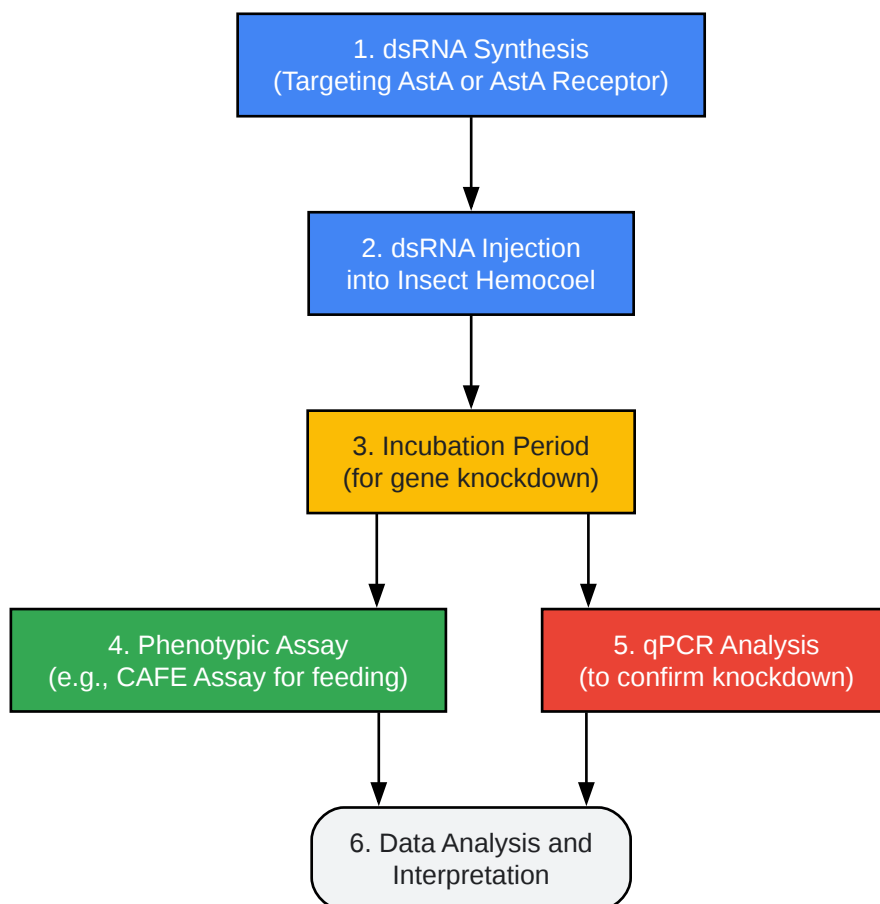 1. dsRNA Synthesis
(Targeting AstA or AstA Receptor)
2. dsRNA Injection
into Insect Hemocoel
3. Incubation Period
(for gene knockdown)
4. Phenotypic Assay
(e.g., CAFE Assay for feeding)
5. qPCR Analysis
(to confirm knockdown)
6. Data Analysis and
Interpretation